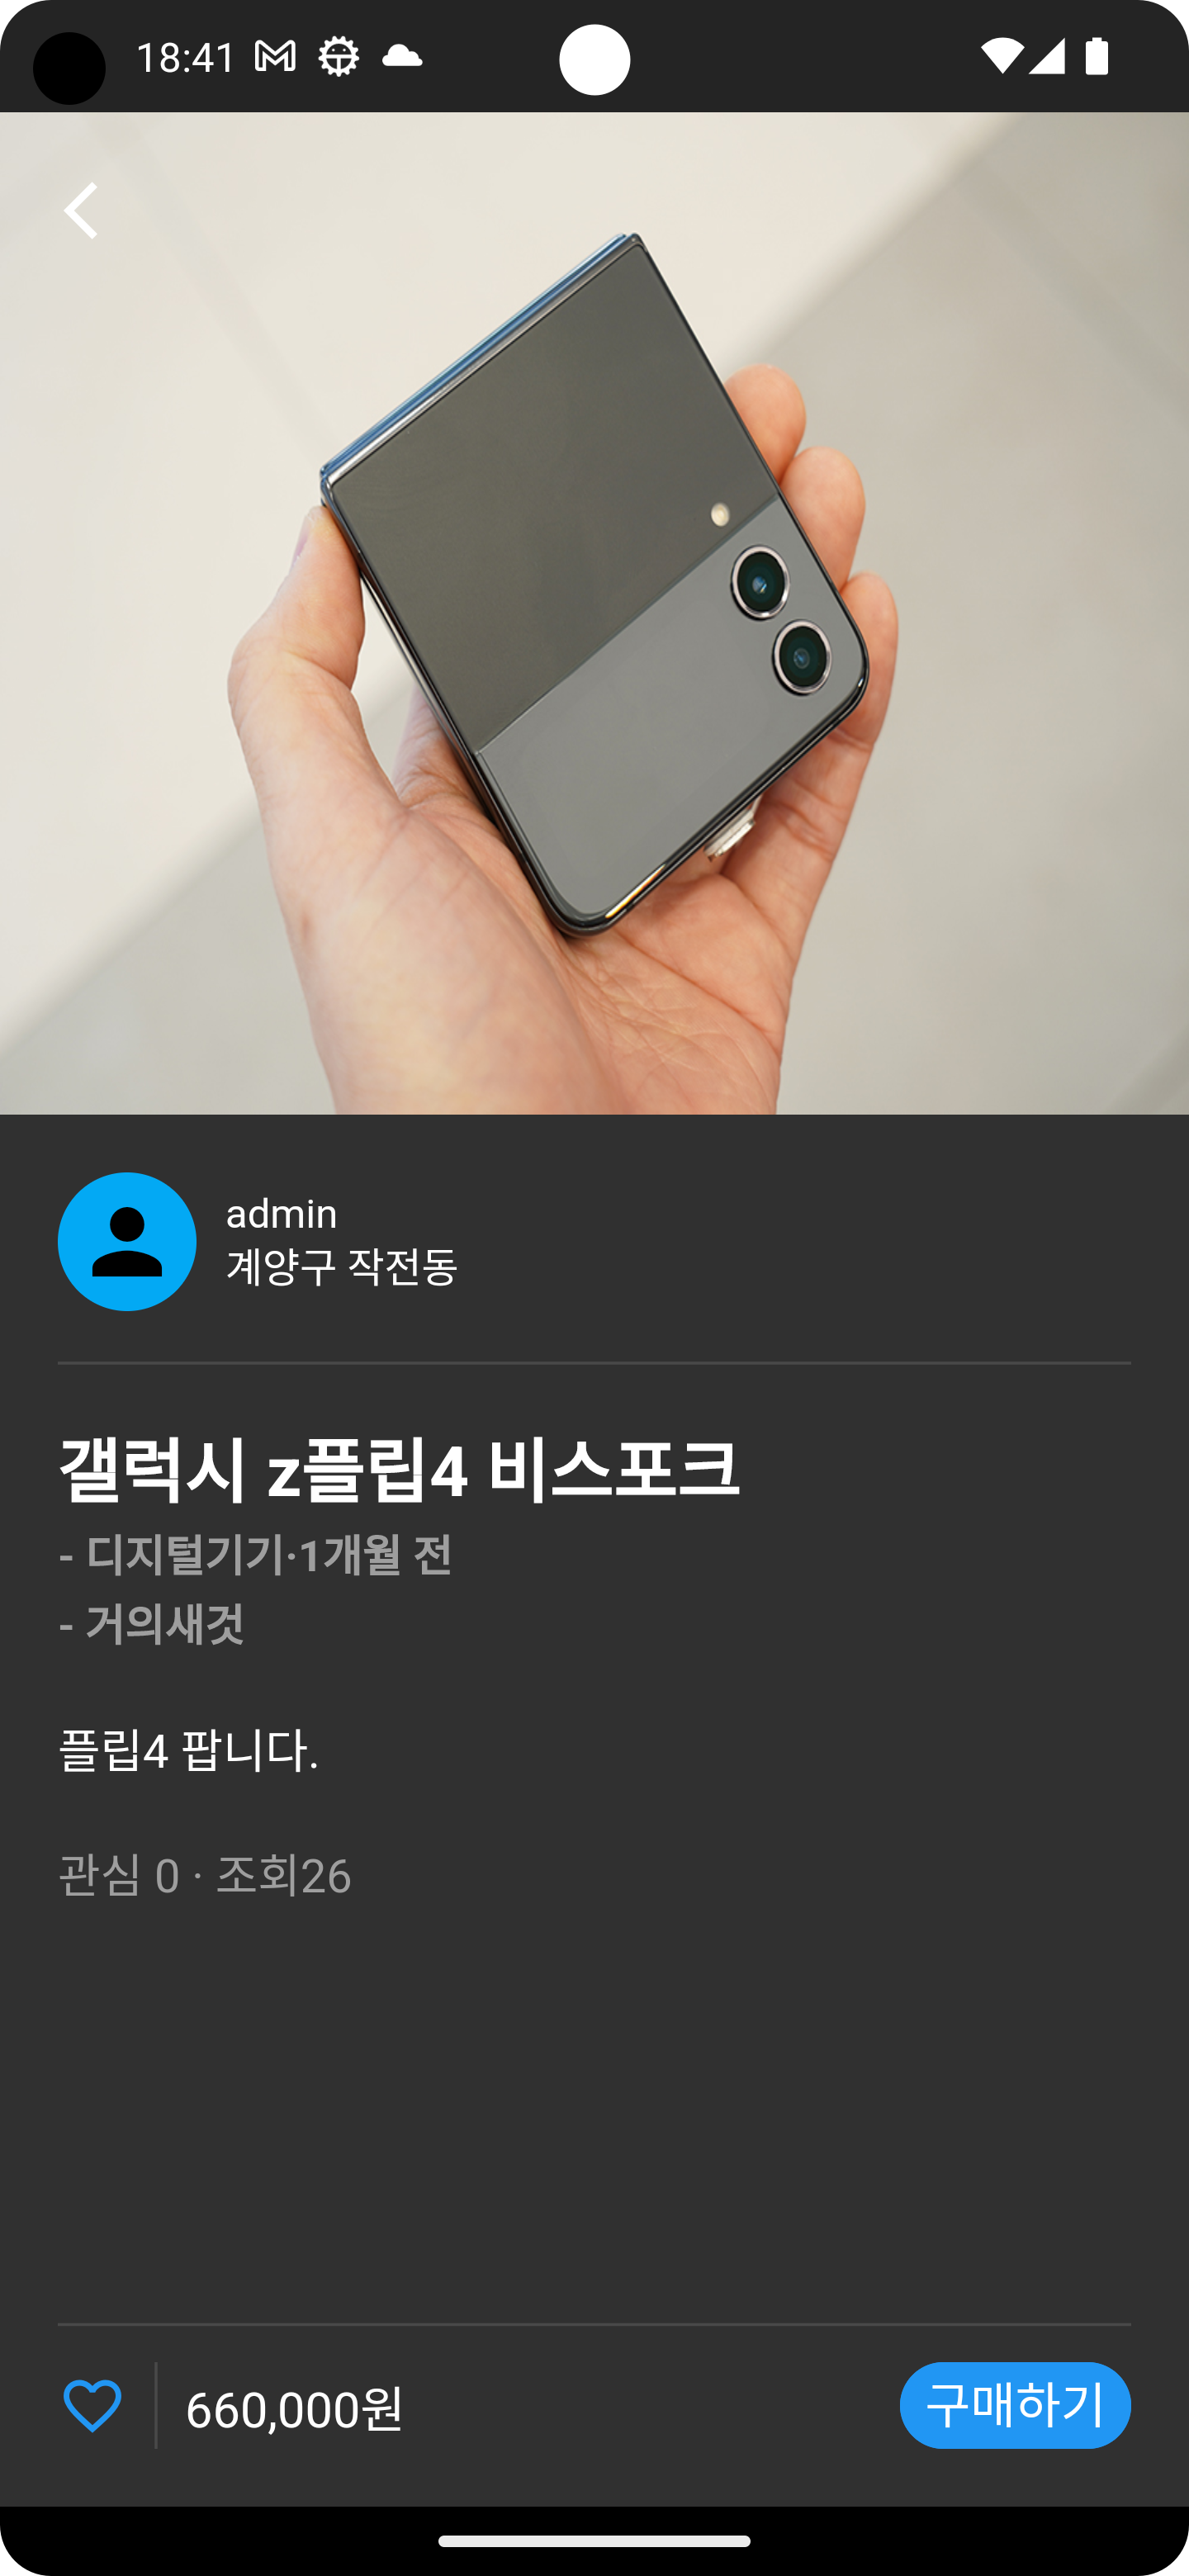 18:41
admin
계양구 작전동
갤럭시 z플립4 비스포크
- 디지털기기·1개월 전
- 거의새것
플립4 팝니다.
관심 0 · 조회26
660,000원
구매하기